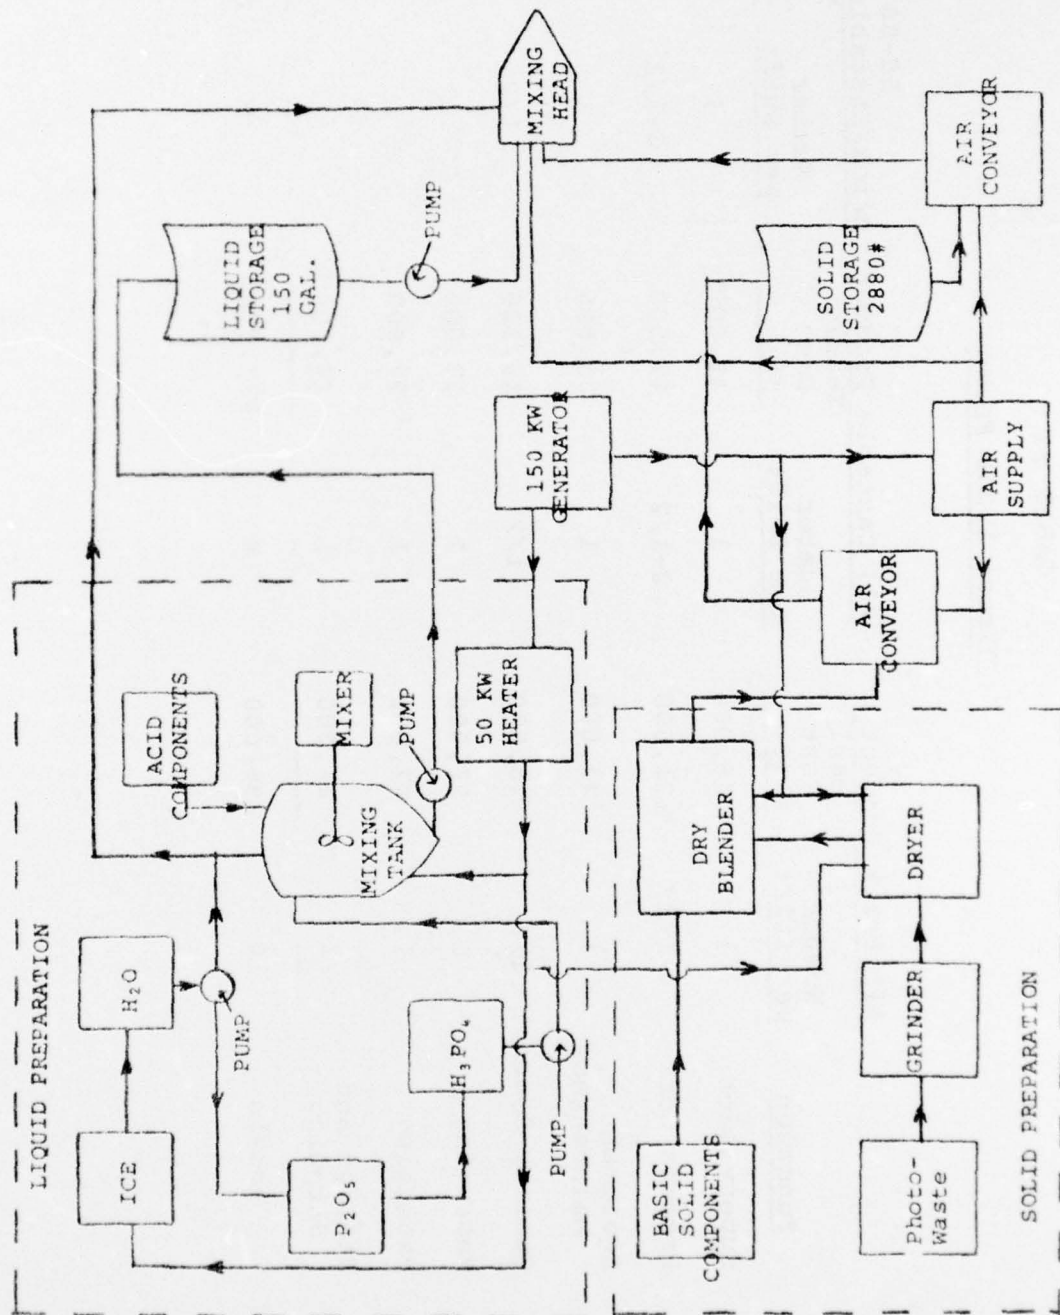 LIQUID PREPARATION
ICE
H₂O
PUMP
P₂O₅
H₃PO₄
PUMP
ACID
COMPONENTS
MIXER
MIXING
TANK
PUMP
50 KW
HEATER
LIQUID
STORAGE
150
GAL.
PUMP
MIXING
HEAD
150 KW
GENERATOR
BASIC
SOLID
COMPONENTS
DRY
BLENDER
AIR
CONVEYOR
SOLID
STORAGE
2880#
AIR
CONVEYOR
Photo-
Waste
GRINDER
DRYER
AIR
SUPPLY
SOLID PREPARATION